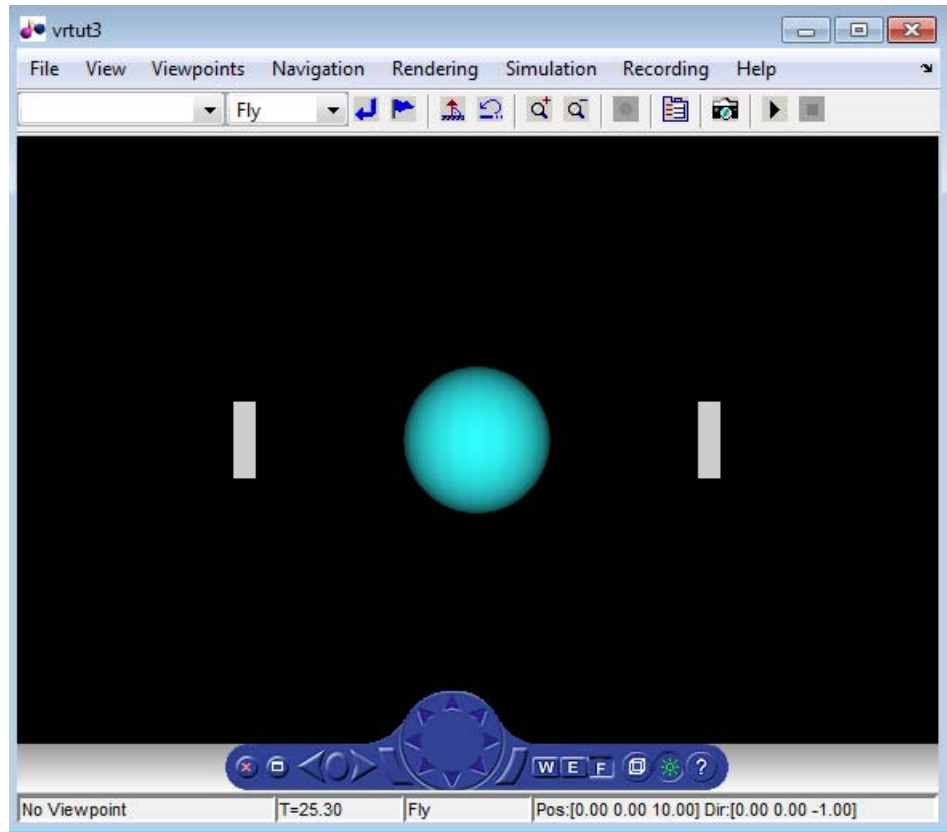 vrtut3
File View Viewpoints Navigation Rendering Simulation Recording Help
Fly
W E F ?
No Viewpoint T=25.30 Fly Pos:[0.00 0.00 10.00] Dir:[0.00 0.00 -1.00]